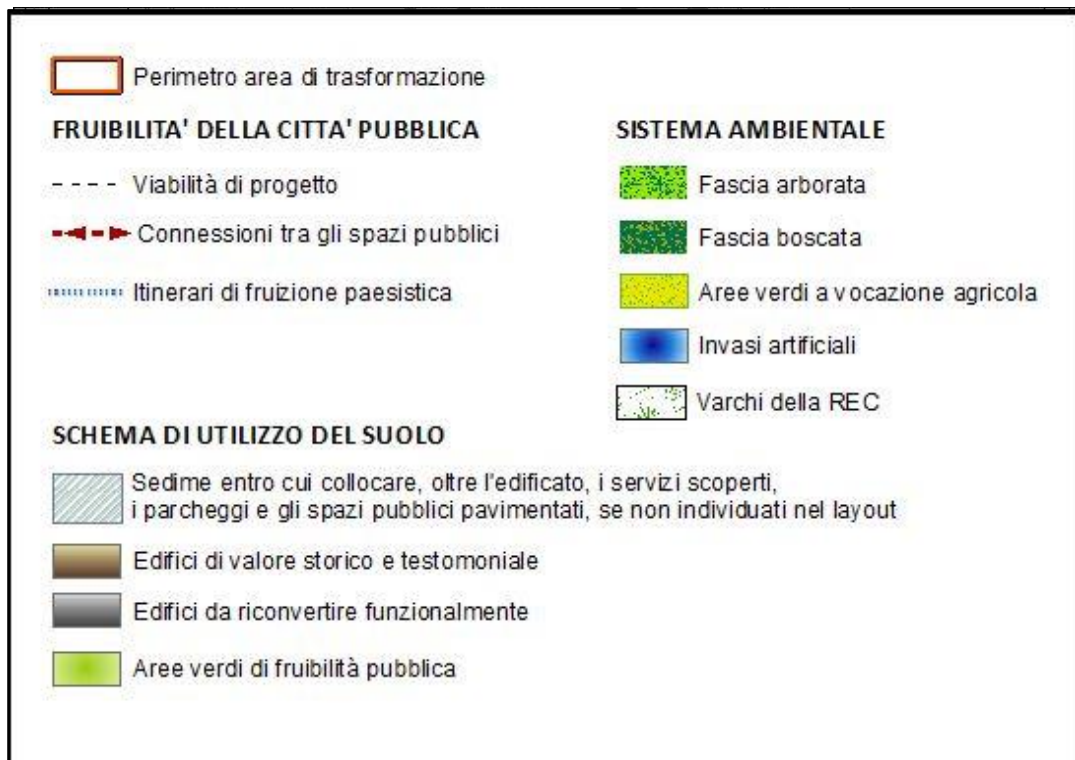 Perimetro area di trasformazione
FRUIBILITA' DELLA CITTA' PUBBLICA
Viabilità di progetto
Connessioni tra gli spazi pubblici
Itinerari di fruizione paesistica
SISTEMA AMBIENTALE
Fascia arborata
Fascia boscata
Aree verdi a vocazione agricola
Invasi artificiali
Varchi della REC
SCHEMA DI UTILIZZO DEL SUOLO
Sedime entro cui collocare, oltre l'edificato, i servizi scoperti,
i parcheggi e gli spazi pubblici pavimentati, se non individuati nel layout
Edifici di valore storico e testimoniale
Edifici da riconvertire funzionalmente
Aree verdi di fruibilità pubblica